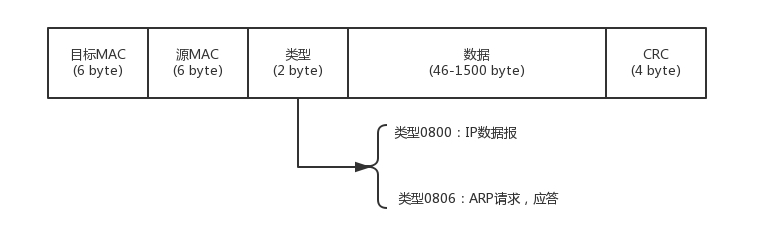 目标MAC
(6 byte)
源MAC
(6 byte)
类型
(2 byte)
数据
(46-1500 byte)
CRC
(4 byte)
类型0800：IP数据报
类型0806：ARP请求，应答